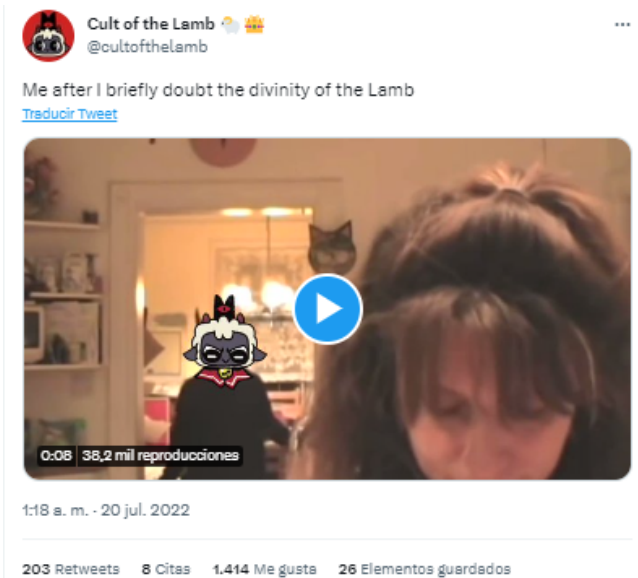 Cult of the Lamb 🐑 👑
@cultofthelamb
Me after I briefly doubt the divinity of the Lamb
Traducir Tweet
0:08 38,2 mil reproducciones
1:18 a. m. · 20 jul. 2022
203 Retweets 8 Citas 1.414 Me gusta 26 Elementos guardados